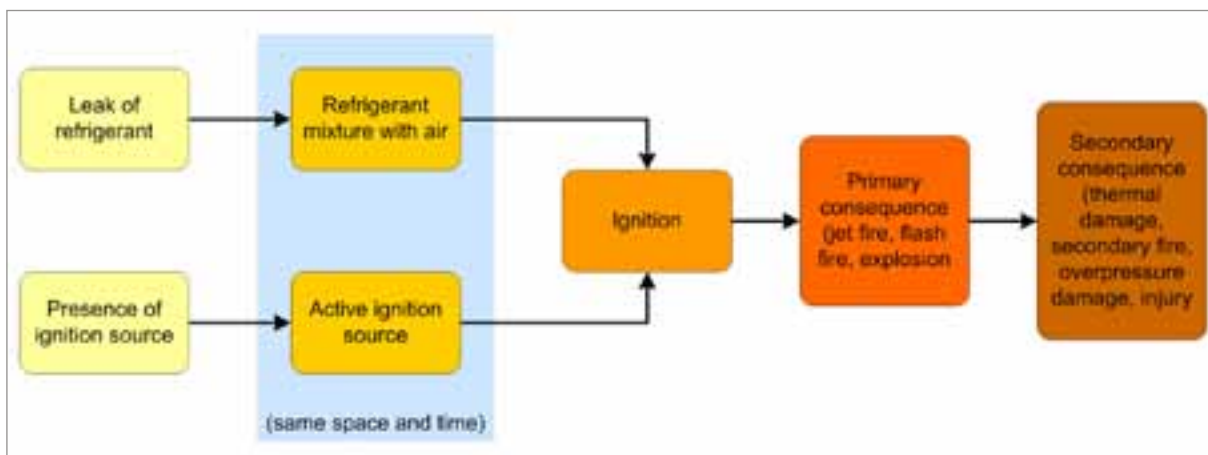 Leak of
refrigerant
Refrigerant
mixture with air
Presence of
ignition source
Active ignition
source
(same space and time)
Ignition
Primary
consequence
(jet fire, flash
fire, explosion
Secondary
consequence
(thermal
damage,
secondary fire,
overpressure
damage, injury